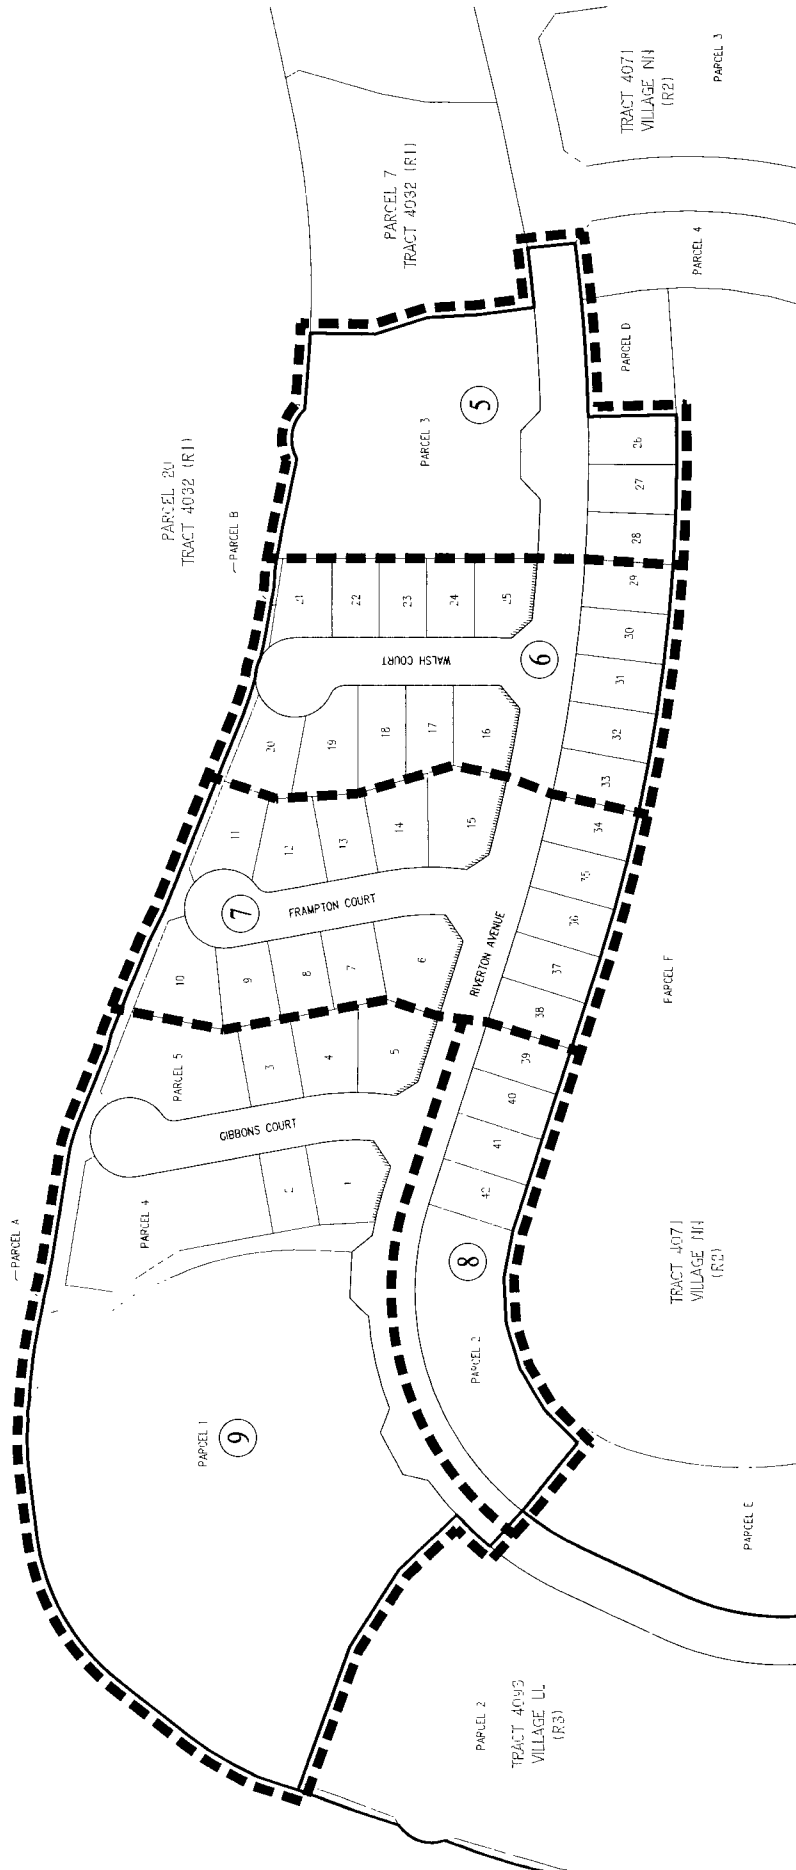 TRACT 4071
VILLAGE NN
(R2)
PARCEL 3
PARCEL 7
TRACT 4032 (R1)
PARCEL 4
PARCEL D
PARCEL 20
TRACT 4032 (R1)
PARCEL B
PARCEL 3
5
26
27
28
29
30
31
32
33
21
22
23
24
25
WALSH COURT
6
20
19
18
17
16
11
12
13
14
15
7
FRAMPTON COURT
RIVERTON AVENUE
34
35
36
37
38
10
9
8
7
6
PARCEL F
PARCEL 5
3
4
5
GIBBONS COURT
39
40
41
42
PARCEL A
PARCEL 4
2
1
8
PARCEL 2
TRACT 4071
VILLAGE NN
(R2)
PARCEL 1
9
PARCEL E
PARCEL 2
TRACT 4093
VILLAGE LL
(R3)